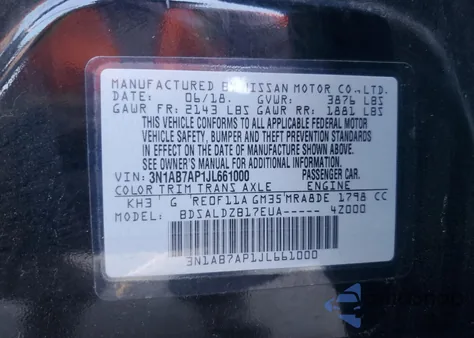 MANUFACTURED BY NISSAN MOTOR CO.,LTD.
DATE: 06/18. GVWR: 3876 LBS
GAWR FR: 2143 LBS GAWR RR: 1881 LBS
THIS VEHICLE CONFORMS TO ALL APPLICABLE FEDERAL MOTOR
VEHICLE SAFETY, BUMPER AND THEFT PREVENTION STANDARDS
IN EFFECT ON THE DATE OF MANUFACTURE SHOWN ABOVE.
SEE OWNER'S MANUAL OR DEALER FOR MORE INFORMATION.
VIN: 3N1AB7AP1JL661000 PASSENGER CAR.
COLOR TRIM TRANS AXLE ENGINE
KH3 G RE0F11A GM35 MRA8DE 1798 CC
MODEL: BDSALDZB17EUA----- 4Z000
3N1AB7AP1JL661000